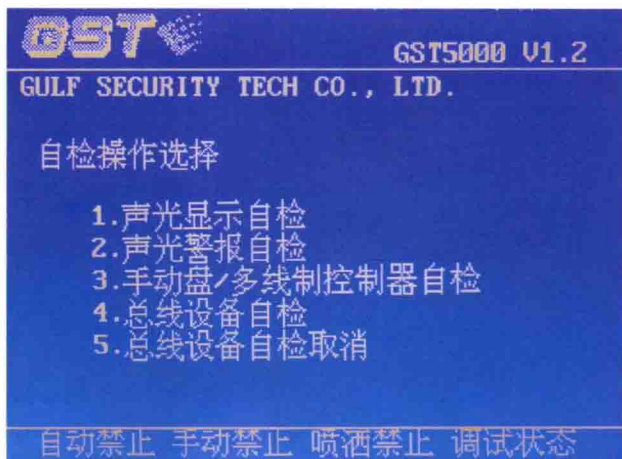 GST
GST5000 V1.2
GULF SECURITY TECH CO., LTD.
自检操作选择
1.声光显示自检
2.声光警报自检
3.手动盘/多线制控制器自检
4.总线设备自检
5.总线设备自检取消
自动禁止 手动禁止 喷洒禁止 调试状态